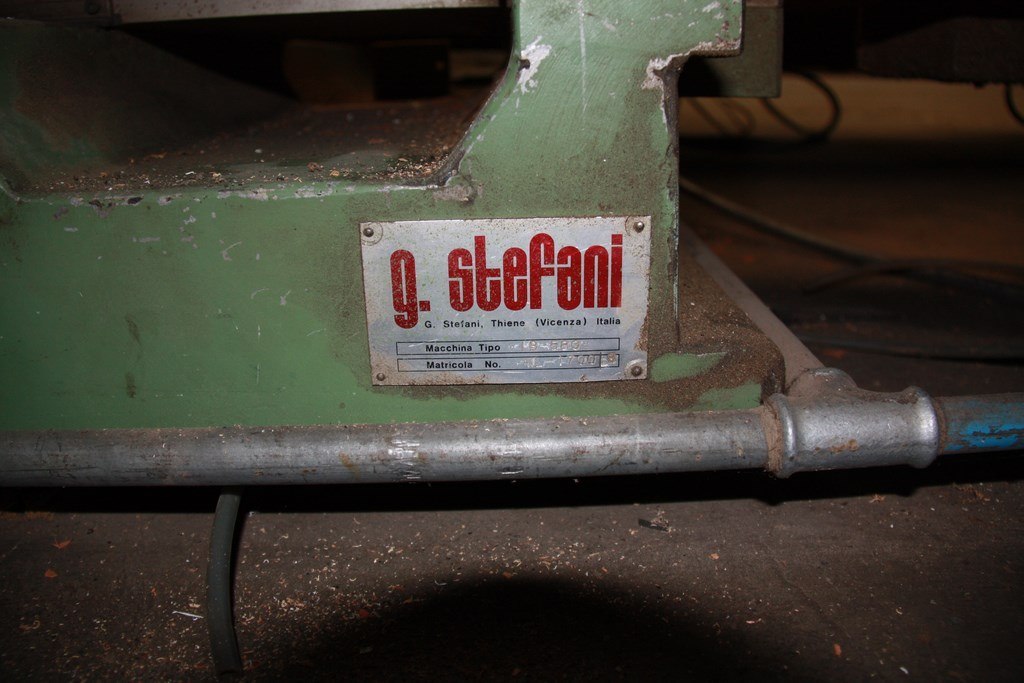 g. stefani
G. Stefani, Thiene (Vicenza) Italia
Macchina Tipo
Matricola No.